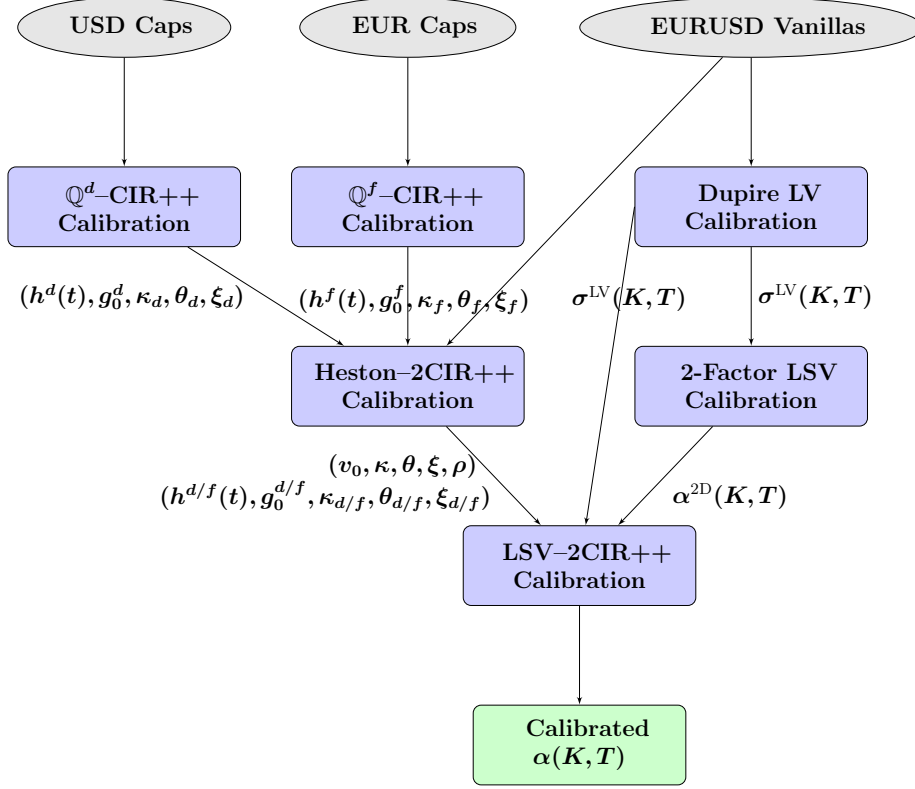 USD Caps
EUR Caps
EURUSD Vanillas
ℚ^d–CIR++
Calibration
ℚ^f–CIR++
Calibration
Dupire LV
Calibration
(h^d(t), g_0^d, κ_d, θ_d, ξ_d)
(h^f(t), g_0^f, κ_f, θ_f, ξ_f)
σ^LV(K, T)
σ^LV(K, T)
Heston–2CIR++
Calibration
2-Factor LSV
Calibration
(v_0, κ, θ, ξ, ρ)
(h^{d/f}(t), g_0^{d/f}, κ_{d/f}, θ_{d/f}, ξ_{d/f})
α^2D(K, T)
LSV–2CIR++
Calibration
Calibrated
α(K, T)